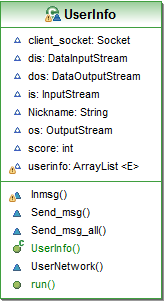 UserInfo
client_socket: Socket
dis: DataInputStream
dos: DataOutputStream
is: InputStream
Nickname: String
os: OutputStream
score: int
userinfo: ArrayList <E>
Inmsg()
Send_msg()
Send_msg_all()
UserInfo()
UserNetwork()
run()